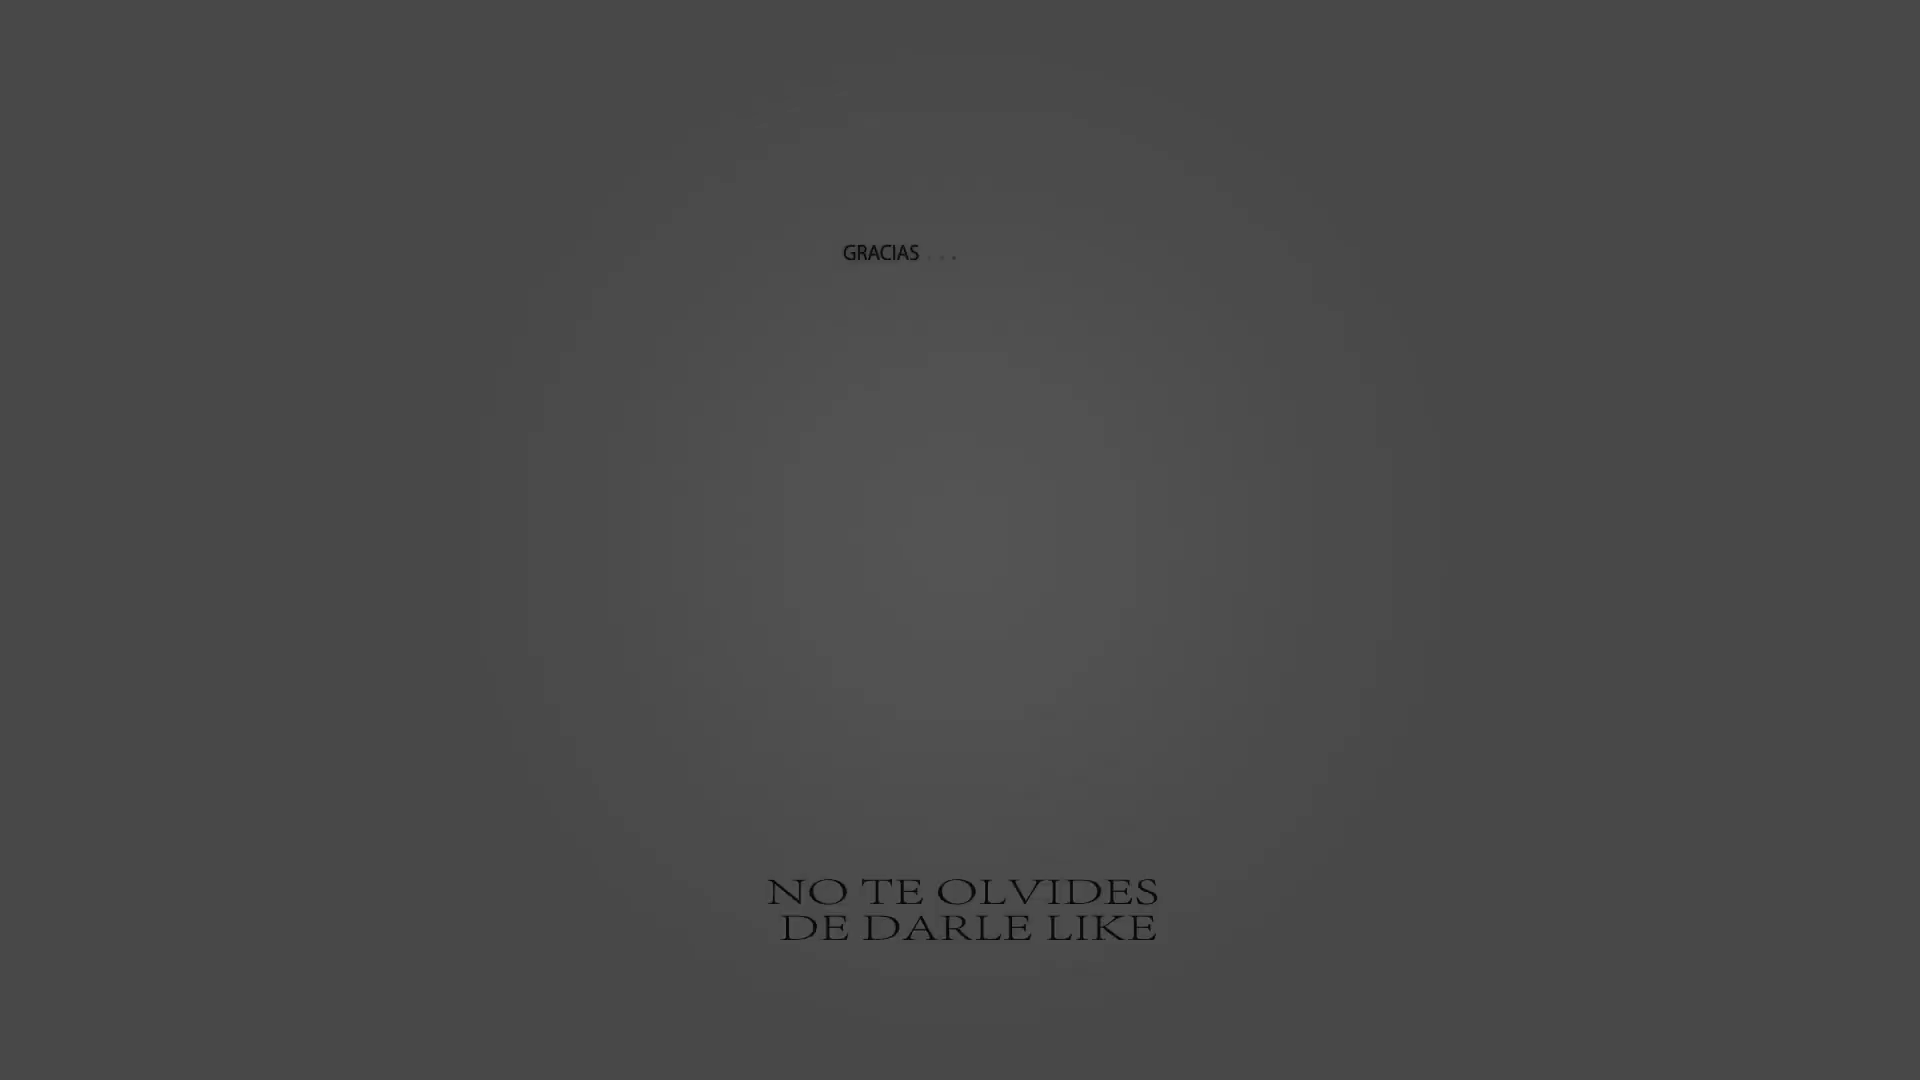 GRACIAS . . .
NO TE OLVIDES
DE DARLE LIKE